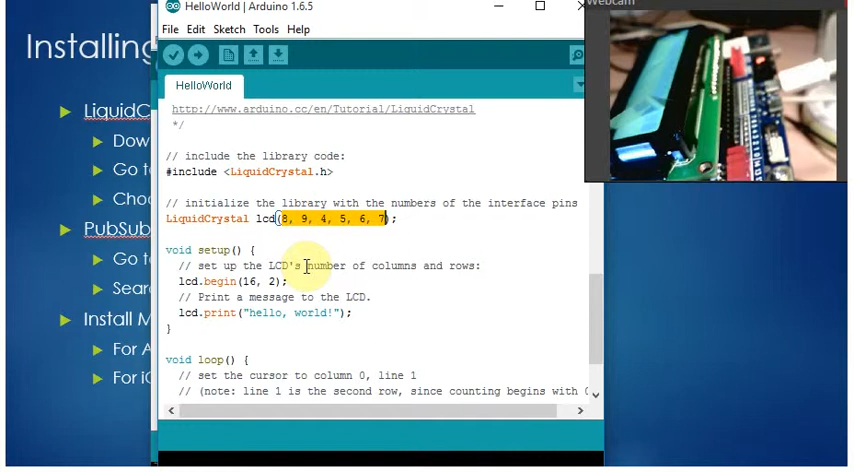 Webcam
HelloWorld | Arduino 1.6.5
File Edit Sketch Tools Help
HelloWorld
Installing
LiquidC
Dow
Go to
Cho
PubSub
Go to
Sear
Install M
For A
For iO
http://www.arduino.cc/en/Tutorial/LiquidCrystal
*/
// include the library code:
#include <LiquidCrystal.h>
// initialize the library with the numbers of the interface pins
LiquidCrystal lcd(8, 9, 4, 5, 6, 7);
void setup() {
// set up the LCD's number of columns and rows:
lcd.begin(16, 2);
// Print a message to the LCD.
lcd.print("hello, world!");
}
void loop() {
// set the cursor to column 0, line 1
// (note: line 1 is the second row, since counting begins with 0